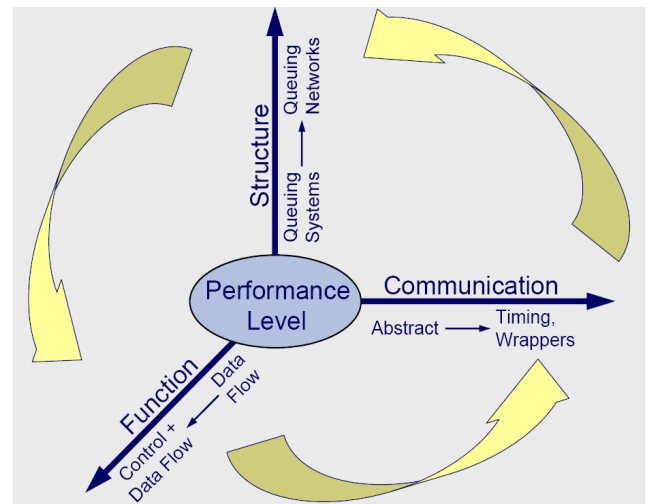 Structure
Queuing
Systems
Queuing
Networks
Performance
Level
Communication
Abstract
Timing,
Wrappers
Function
Data
Flow
Control +
Data Flow